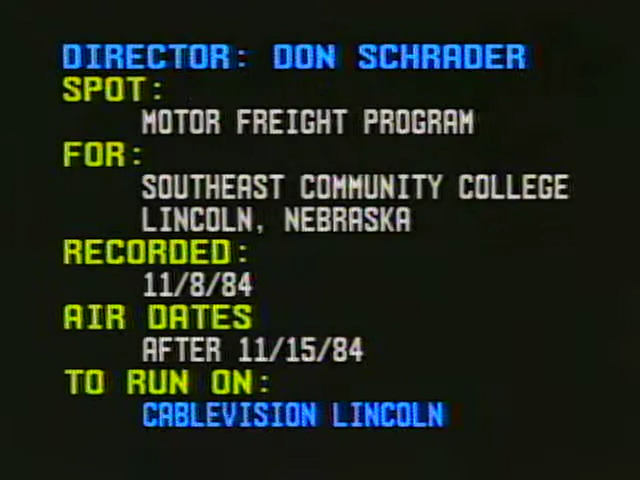 DIRECTOR: DON SCHRADER
SPOT:
MOTOR FREIGHT PROGRAM
FOR:
SOUTHEAST COMMUNITY COLLEGE
LINCOLN, NEBRASKA
RECORDED:
11/8/84
AIR DATES
AFTER 11/15/84
TO RUN ON:
CABLEVISION LINCOLN